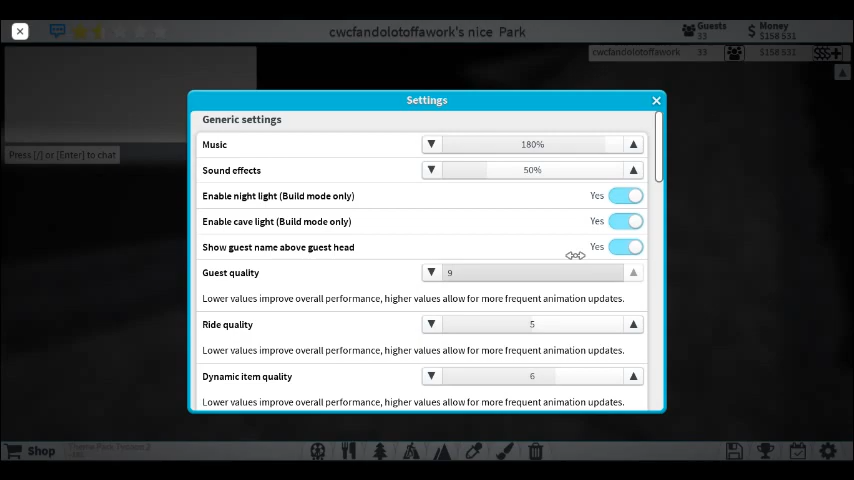 cwcfandolotoffawork's nice Park
Guests
33
Money
$158 531
cwcfandolotoffawork 33 $158 531
Press [/] or [Enter] to chat
Settings
Generic settings
Music 180%
Sound effects 50%
Enable night light (Build mode only) Yes
Enable cave light (Build mode only) Yes
Show guest name above guest head Yes
Guest quality 9
Lower values improve overall performance, higher values allow for more frequent animation updates.
Ride quality 5
Lower values improve overall performance, higher values allow for more frequent animation updates.
Dynamic item quality 6
Lower values improve overall performance, higher values allow for more frequent animation updates.
Shop
Theme Park Tycoon 2